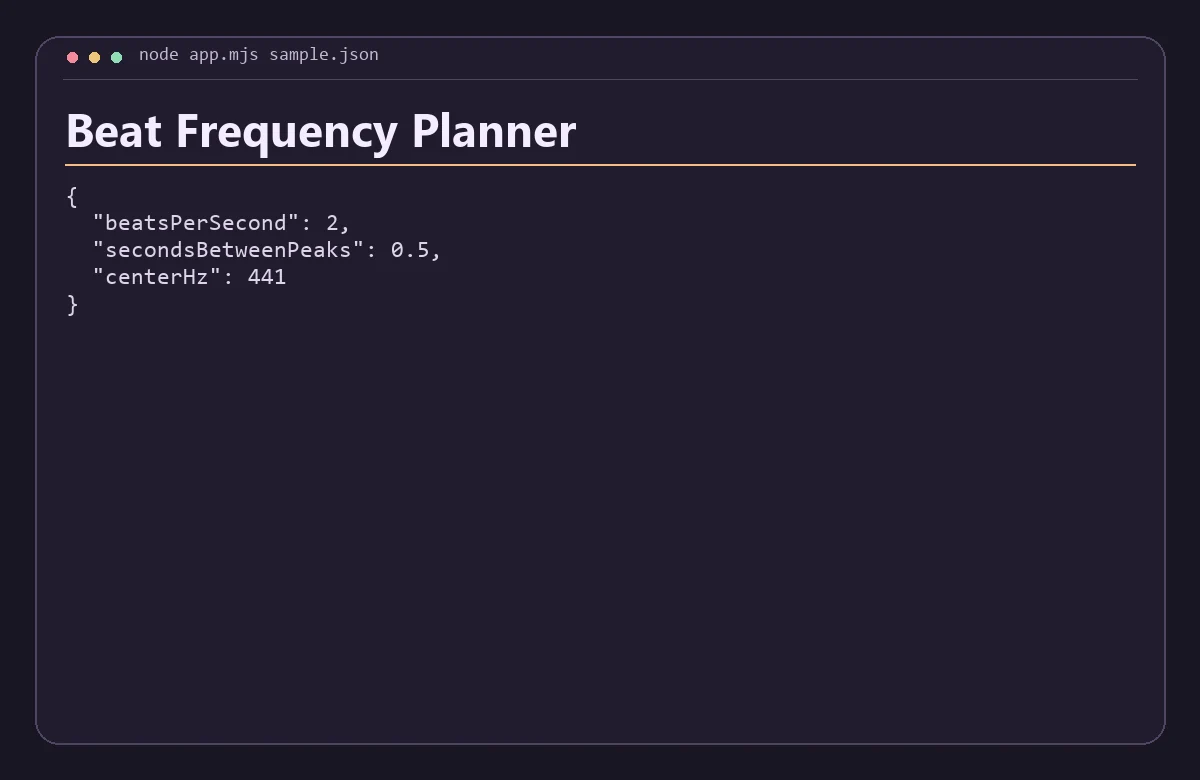 node app.mjs sample.json
Beat Frequency Planner
{
  "beatsPerSecond": 2,
  "secondsBetweenPeaks": 0.5,
  "centerHz": 441
}